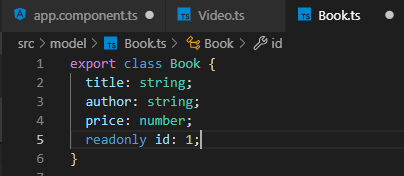 app.component.ts Video.ts Book.ts
src > model > Book.ts > Book > id
1 export class Book {
2 title: string;
3 author: string;
4 price: number;
5 readonly id: 1;
6 }